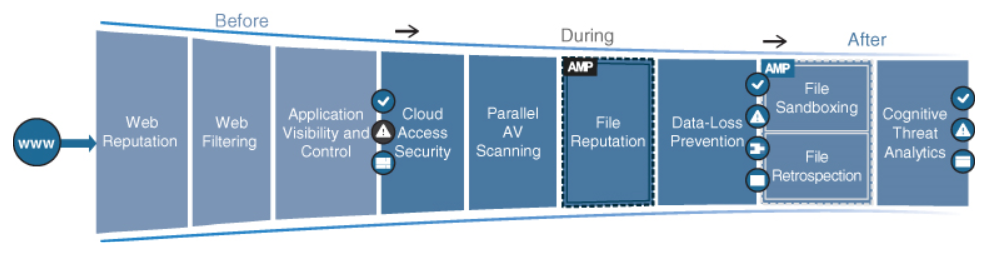 Before
During
After
www
Web
Reputation
Web
Filtering
Application
Visibility and
Control
Cloud
Access
Security
Parallel
AV
Scanning
AMP
File
Reputation
Data-Loss
Prevention
AMP
File
Sandboxing
File
Retrospection
Cognitive
Threat
Analytics